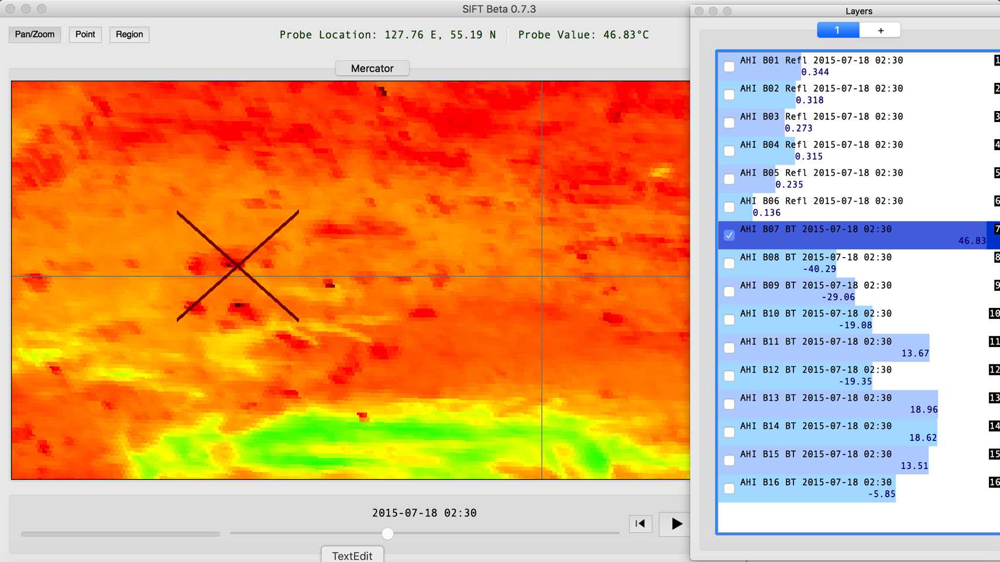 SIFT Beta 0.7.3
Pan/Zoom
Point
Region
Probe Location: 127.76 E, 55.19 N
Probe Value: 46.83°C
Mercator
2015-07-18 02:30
TextEdit
Layers
1
+
AHI B01 Refl 2015-07-18 02:30 1
0.344
AHI B02 Refl 2015-07-18 02:30 2
0.318
AHI B03 Refl 2015-07-18 02:30 3
0.273
AHI B04 Refl 2015-07-18 02:30 4
0.315
AHI B05 Refl 2015-07-18 02:30 5
0.235
AHI B06 Refl 2015-07-18 02:30 6
0.136
AHI B07 BT 2015-07-18 02:30 7
46.83
AHI B08 BT 2015-07-18 02:30 8
-40.29
AHI B09 BT 2015-07-18 02:30 9
-29.06
AHI B10 BT 2015-07-18 02:30 10
-19.08
AHI B11 BT 2015-07-18 02:30 11
13.67
AHI B12 BT 2015-07-18 02:30 12
-19.35
AHI B13 BT 2015-07-18 02:30 13
18.96
AHI B14 BT 2015-07-18 02:30 14
18.62
AHI B15 BT 2015-07-18 02:30 15
13.51
AHI B16 BT 2015-07-18 02:30 16
-5.85